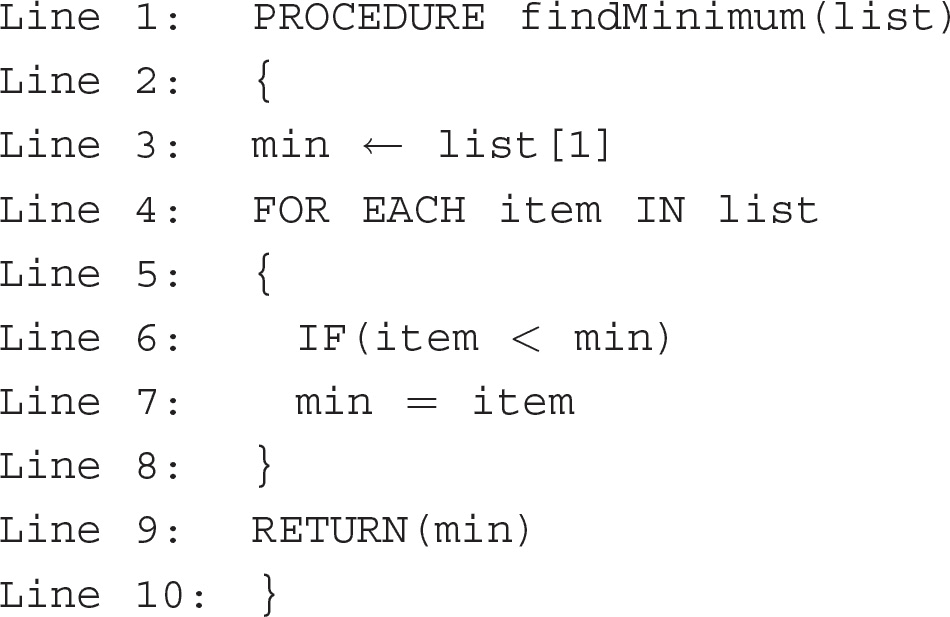 Line 1: PROCEDURE findMinimum(list)
Line 2: {
Line 3: min ← list[1]
Line 4: FOR EACH item IN list
Line 5: {
Line 6: IF(item < min)
Line 7: min = item
Line 8: }
Line 9: RETURN(min)
Line 10: }